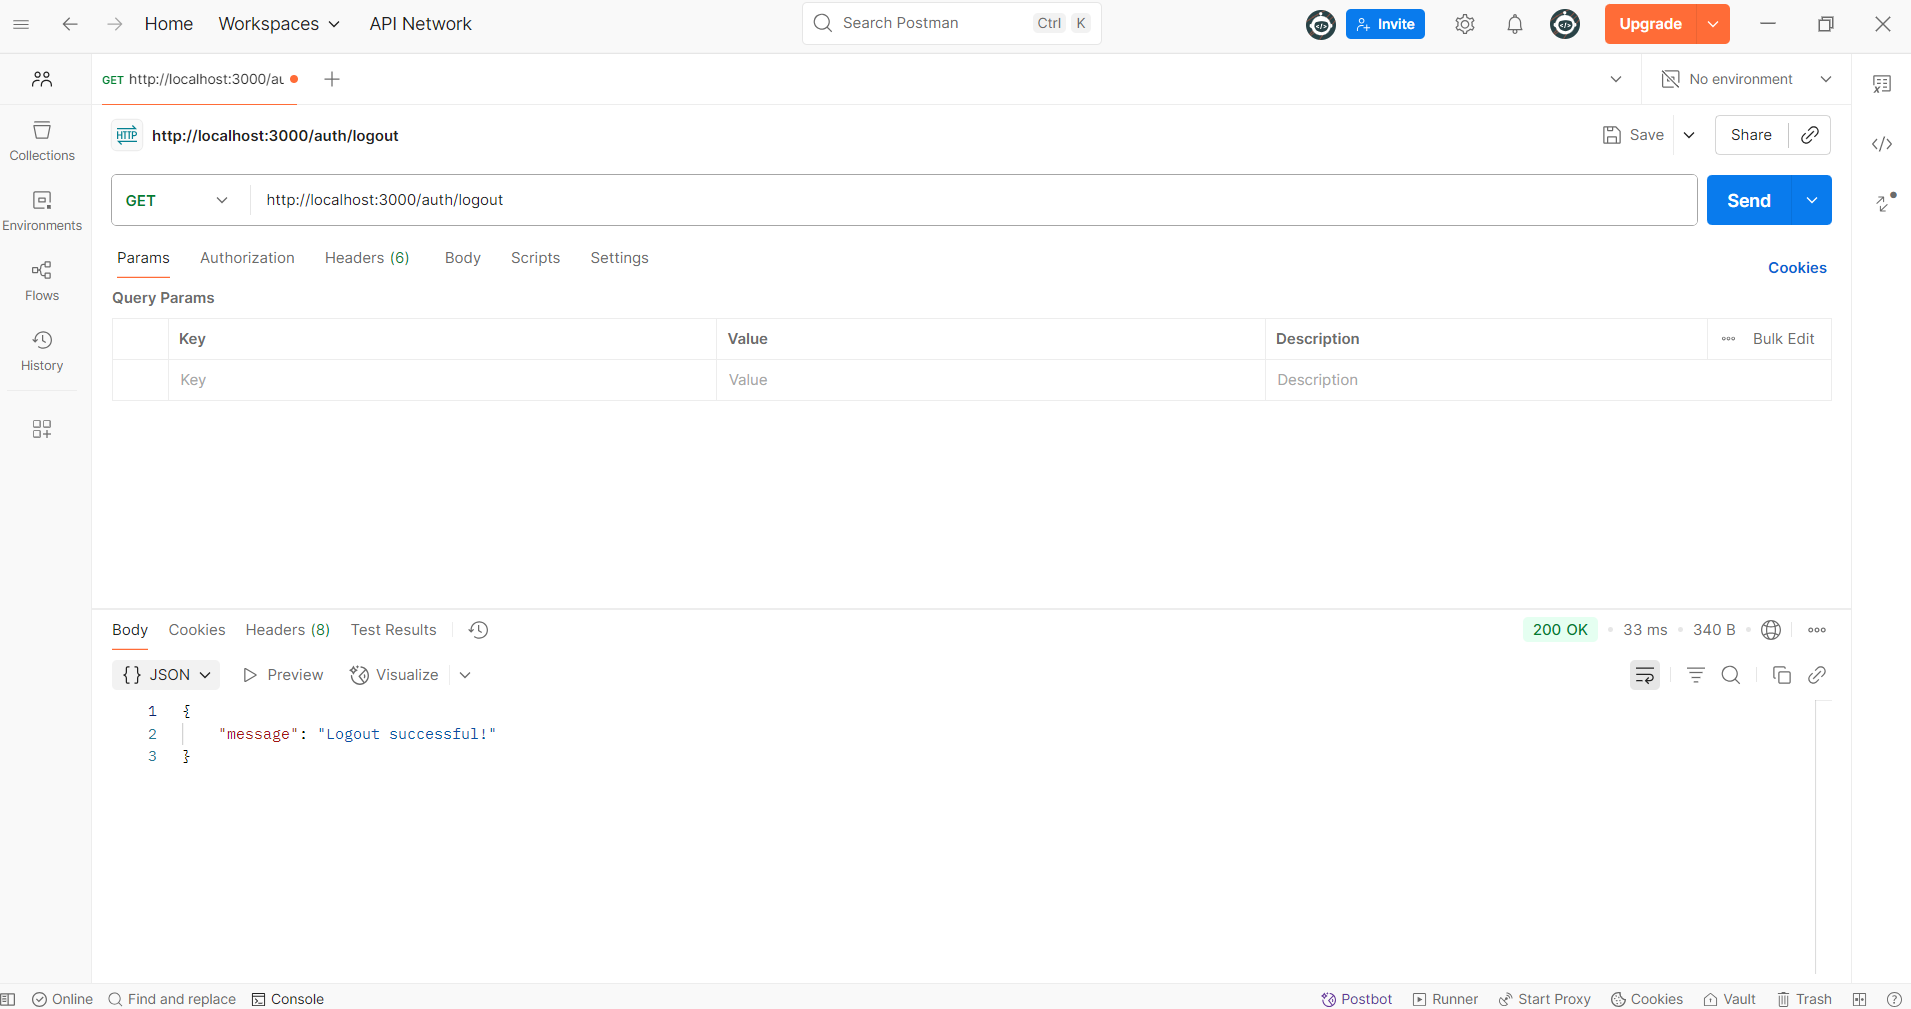 Home Workspaces API Network Search Postman Ctrl K Invite Upgrade
GET http://localhost:3000/au No environment
HTTP http://localhost:3000/auth/logout Save Share
Collections
GET http://localhost:3000/auth/logout Send
Environments
Params Authorization Headers (6) Body Scripts Settings Cookies
Flows
Query Params
Key Value Description Bulk Edit
History
Key Value Description
Body Cookies Headers (8) Test Results 200 OK 33 ms 340 B
{} JSON Preview Visualize
1 {
2 "message": "Logout successful!"
3 }
Online Find and replace Console Postbot Runner Start Proxy Cookies Vault Trash